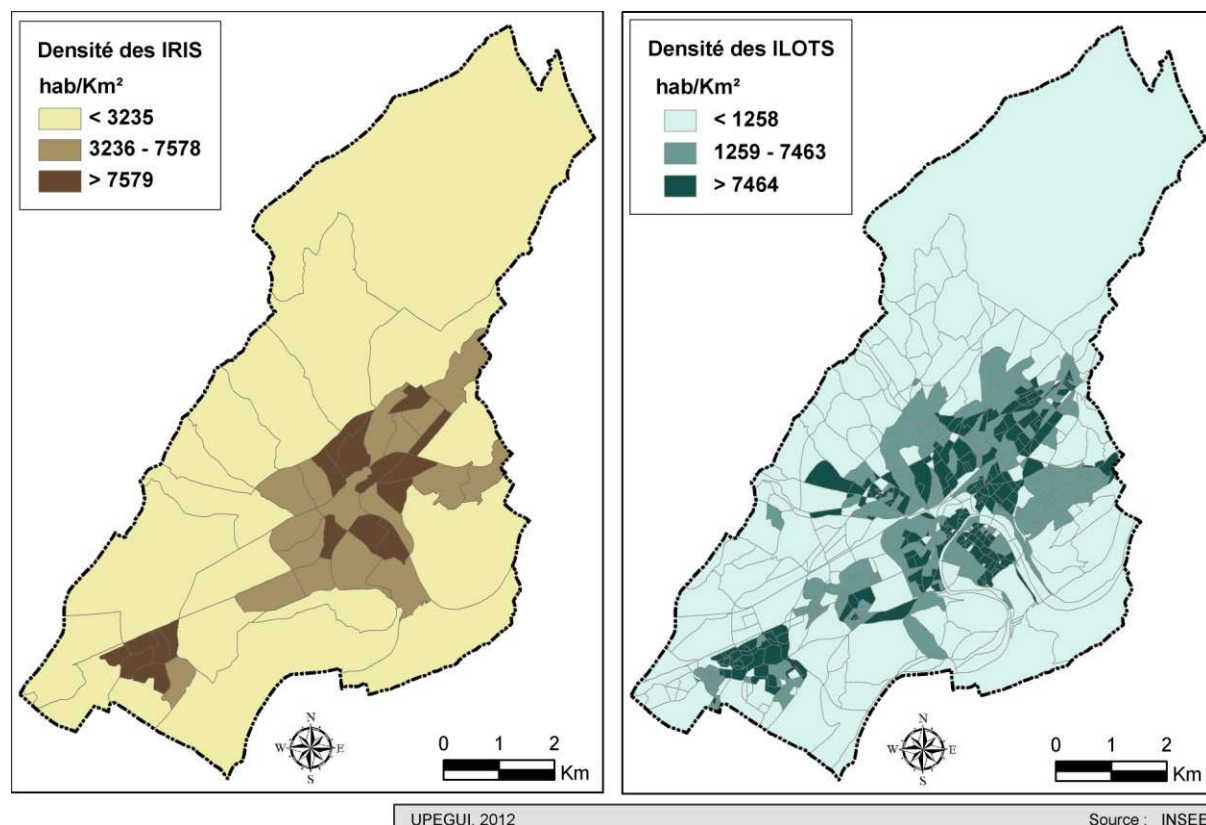 Densité des IRIS
hab/Km²
< 3235
3236 - 7578
> 7579
N
W E
S
0 1 2
Km
Densité des ILOTS
hab/Km²
< 1258
1259 - 7463
> 7464
N
W E
S
0 1 2
Km
UPEGUI, 2012
Source : INSEE